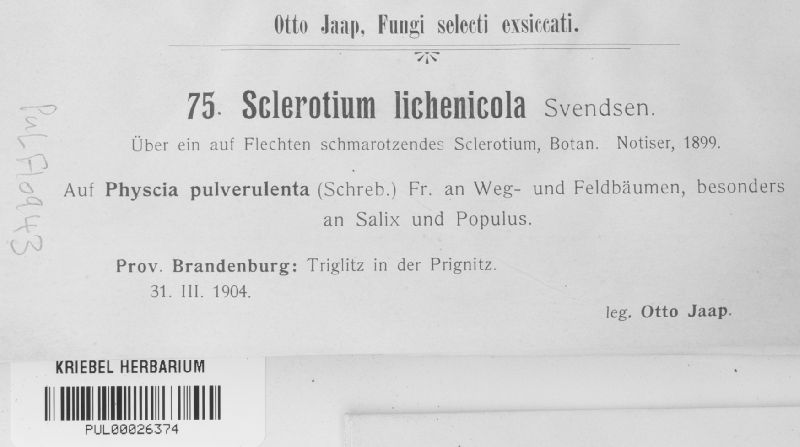 Otto Jaap, Fungi selecti exsiccati.
75. Sclerotium lichenicola Svendsen.
Über ein auf Flechten schmarotzendes Sclerotium, Botan. Notiser, 1899.
Auf Physcia pulverulenta (Schreb.) Fr. an Weg- und Feldbäumen, besonders
an Salix und Populus.
Prov. Brandenburg: Triglitz in der Prignitz.
31. III. 1904.
leg. Otto Jaap.
PUL F10943
KRIEBEL HERBARIUM
PUL00026374